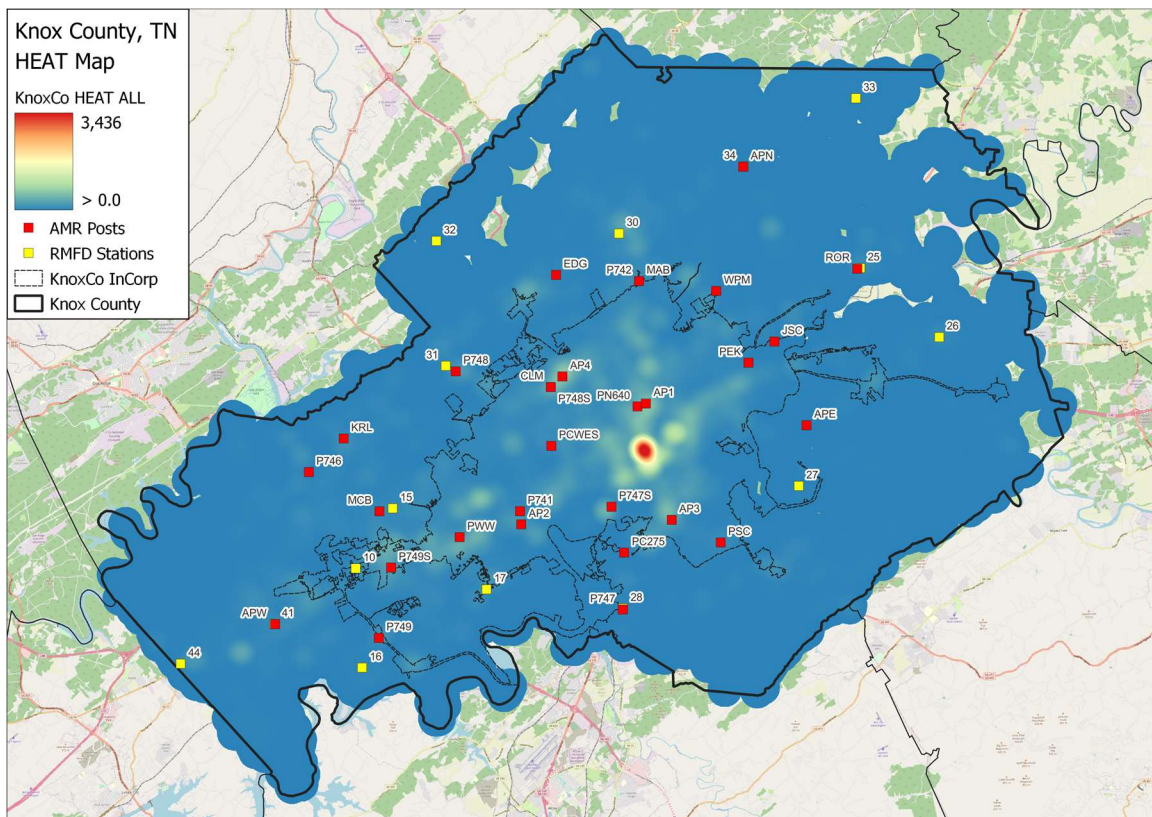 Knox County, TN
HEAT Map
KnoxCo HEAT ALL
3,436
> 0.0
AMR Posts
RMFD Stations
KnoxCo InCorp
Knox County
33
34
APN
30
32
EDG
P742
MAB
WPM
ROR
25
26
JSC
PEK
31
P748
AP4
CLM
P748S
PN640
AP1
APE
KRL
PCWES
P746
27
MCB
15
P741
AP2
P747S
AP3
PWW
PC275
PSC
10
P749S
17
P747
28
APW
41
P749
44
16